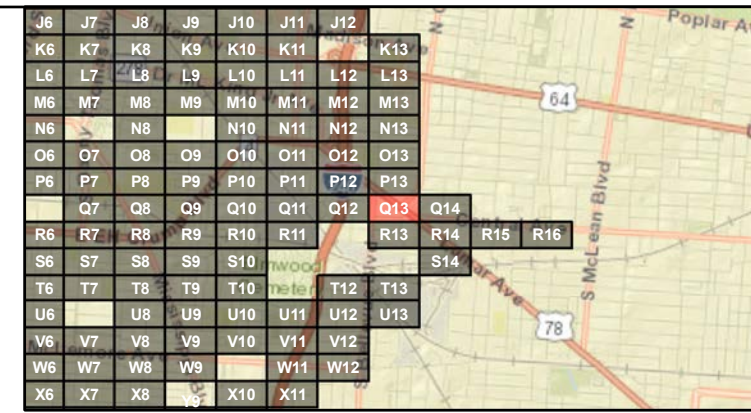 J6 J7 J8 J9 J10 J11 J12
Poplar A
K6 K7 K8 K9 K10 K11 K13
L6 L7 L8 L9 L10 L11 L12 L13
M6 M7 M8 M9 M10 M11 M12 M13
64
N6 N8 N10 N11 N12 N13
O6 O7 O8 O9 O10 O11 O12 O13
P6 P7 P8 P9 P10 P11 P12 P13
Q7 Q8 Q9 Q10 Q11 Q12 Q13 Q14
Central Ave
R6 R7 R8 R9 R10 R11 R13 R14 R15 R16
S McLean Blvd
S6 S7 S8 S9 S10 S14
T6 T7 T8 T9 T10 T12 T13
U6 U8 U9 U10 U11 U12 U13
78
V6 V7 V8 V9 V10 V11 V12
W6 W7 W8 W9 W11 W12
X6 X7 X8 Y9 X10 X11